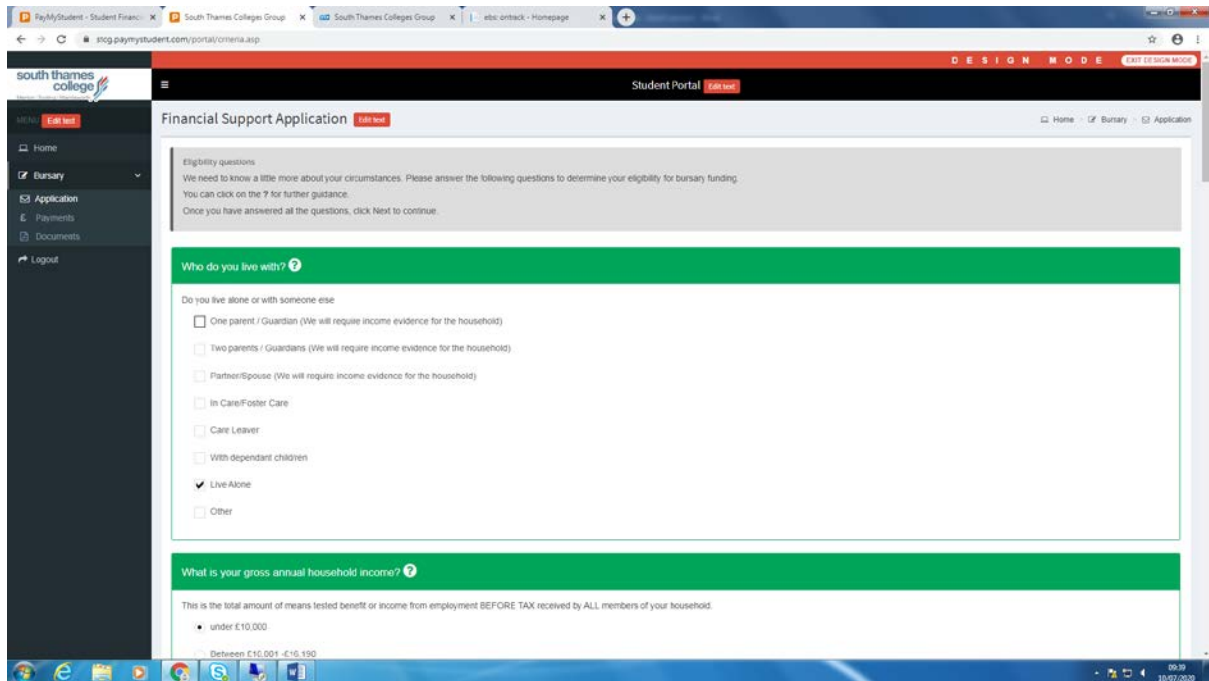 PayMyStudent - Student Financi
South Thames Colleges Group
South Thames Colleges Group
ebs: ontrack - Homepage
stcg.paymystudent.com/portal/criteria.asp
DESIGN MODE
EXIT DESIGN MODE
south thames
college
Student Portal Edit text
MENU Edit text
Financial Support Application Edit text
Home > Bursary > Application
Home
Bursary
Application
£ Payments
Documents
Logout
Eligibility questions
We need to know a little more about your circumstances. Please answer the following questions to determine your eligibility for bursary funding.
You can click on the ? for further guidance.
Once you have answered all the questions, click Next to continue.
Who do you live with? ?
Do you live alone or with someone else
One parent / Guardian (We will require income evidence for the household)
Two parents / Guardians (We will require income evidence for the household)
Partner/Spouse (We will require income evidence for the household)
In Care/Foster Care
Care Leaver
With dependant children
Live Alone
Other
What is your gross annual household income? ?
This is the total amount of means tested benefit or income from employment BEFORE TAX received by ALL members of your household.
under £10,000
Between £10,001 -£16,190
09:39
10/07/2020